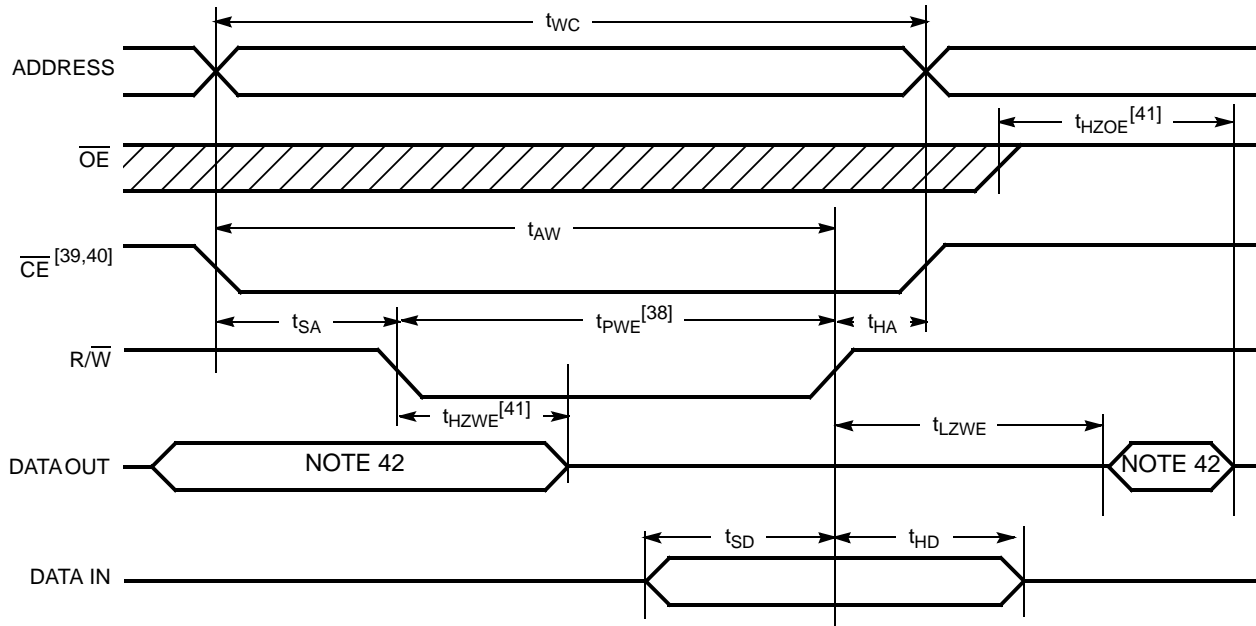 tWC
ADDRESS
tHZOE[41]
OE
tAW
CE [39,40]
tSA
tPWE[38]
tHA
R/W
tHZWE[41]
tLZWE
DATA OUT
NOTE 42
NOTE 42
tSD
tHD
DATA IN